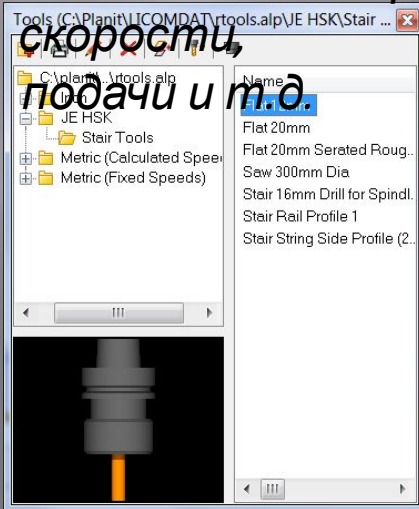 Tools (C:\Planit\LICOMDAT\rtools.alp\JE HSK\Stair ...
скорости,
подачи и т.д.
C:\planit\..\rtools.alp
Inch
JE HSK
Stair Tools
Metric (Calculated Spee
Metric (Fixed Speeds)
Name
Flat 20mm
Flat 20mm Serated Roug..
Saw 300mm Dia
Stair 16mm Drill for Spindl.
Stair Rail Profile 1
Stair String Side Profile (2..